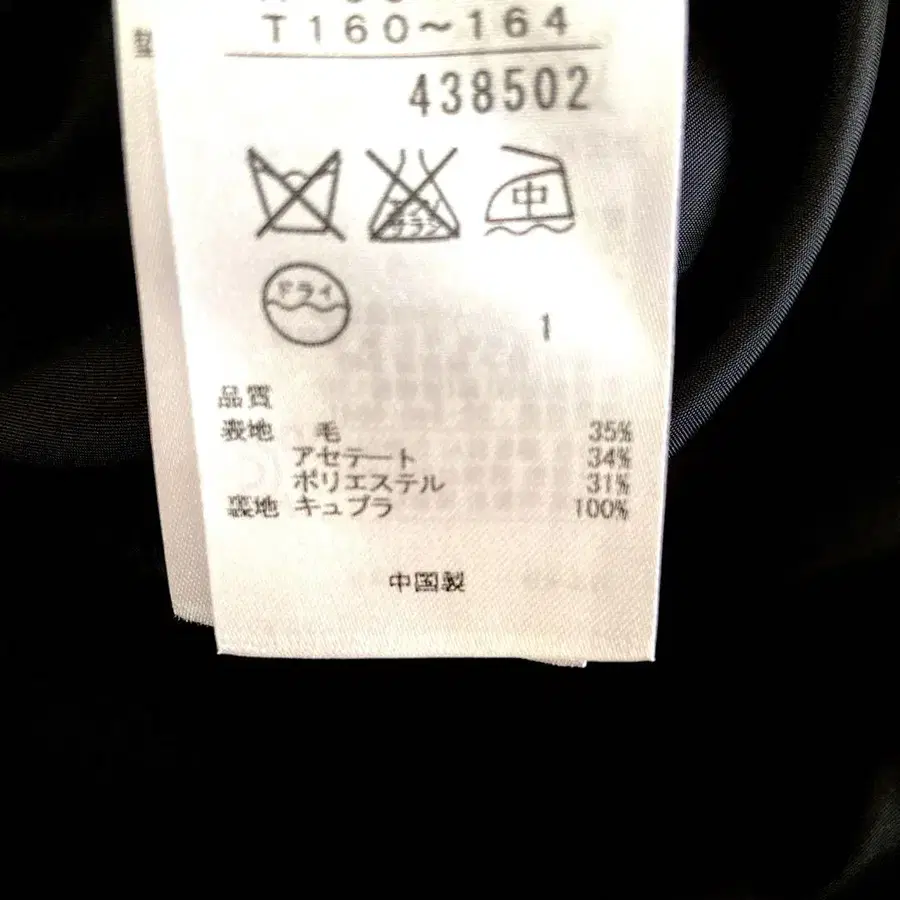 T160～164
438502
中
ドライ
1
品質
表地 毛 35%
アセテート 34%
ポリエステル 31%
裏地 キュプラ 100%
中国製
型